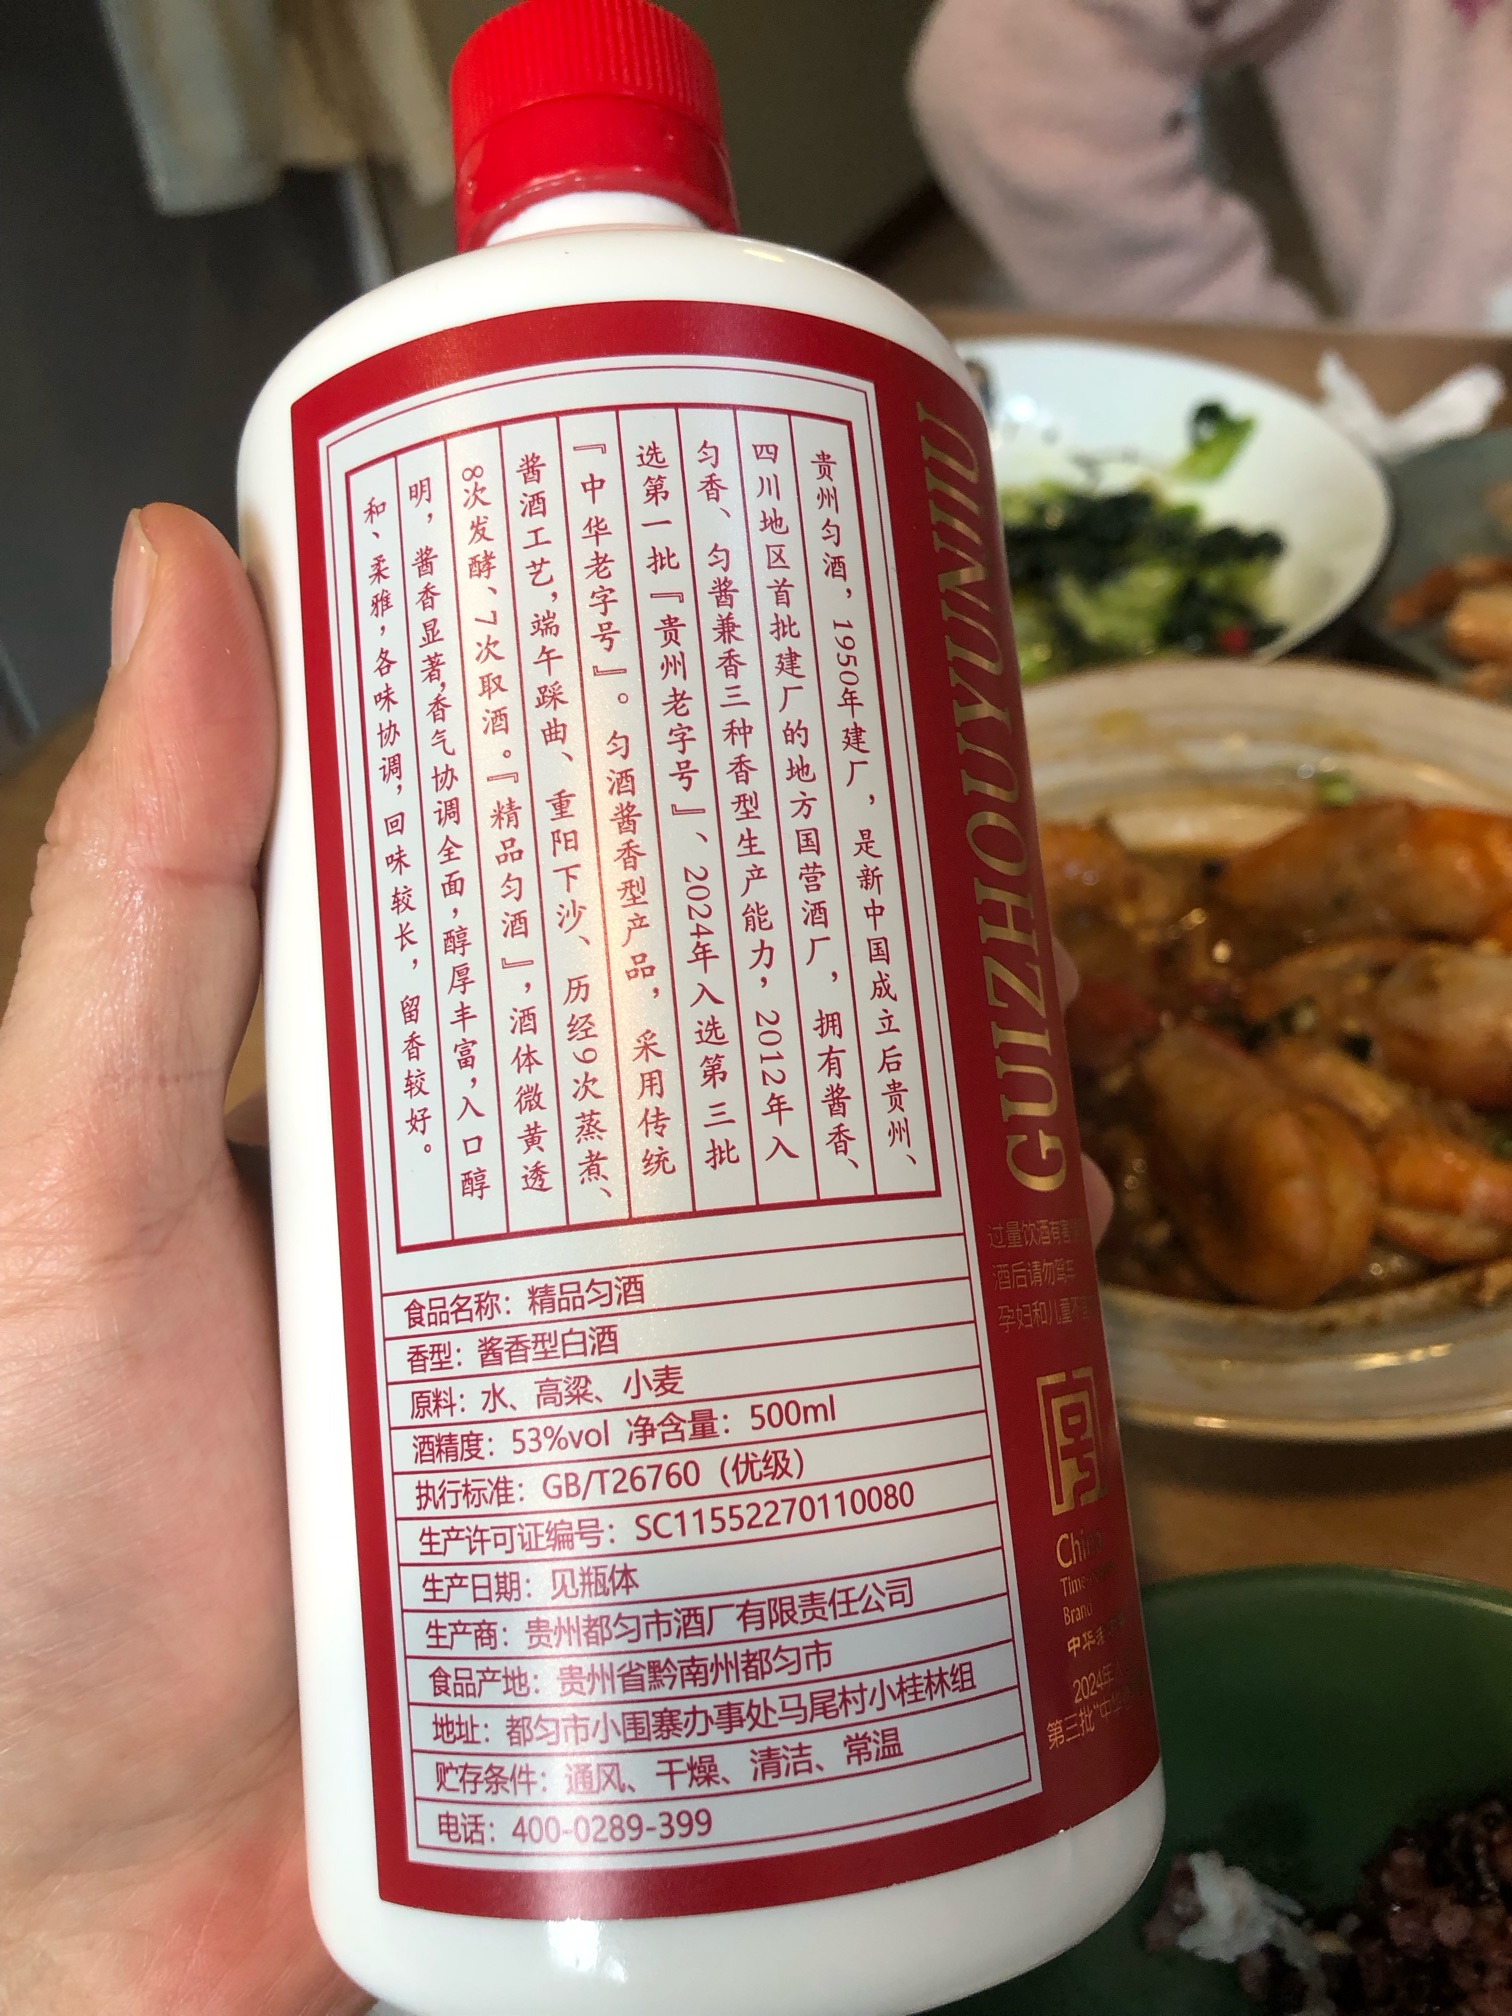 贵州匀酒，1950年建厂，是新中国成立后贵州、
四川地区首批建厂的地方国营酒厂，拥有酱香、
匀香、匀酱兼香三种香型生产能力，2012年入
选第一批『贵州老字号』、2024年入选第三批
『中华老字号』。匀酒酱香型产品，采用传统
酱酒工艺，端午踩曲、重阳下沙、历经9次蒸煮、
8次发酵、7次取酒。『精品匀酒』，酒体微黄透
明，酱香显著，香气协调全面，醇厚丰富，入口醇
和、柔雅，各味协调，回味较长，留香较好。
食品名称：精品匀酒
香型：酱香型白酒
原料：水、高粱、小麦
酒精度：53%vol 净含量：500ml
执行标准：GB/T26760（优级）
生产许可证编号：SC11552270110080
生产日期：见瓶体
生产商：贵州都匀市酒厂有限责任公司
食品产地：贵州省黔南州都匀市
地址：都匀市小围寨办事处马尾村小桂林组
贮存条件：通风、干燥、清洁、常温
电话：400-0289-399
GUIZHOUYUNJIU
过量饮酒有害
酒后请勿驾车
孕妇和儿童不
China
Brand
中华老
2024年
第三批“中华